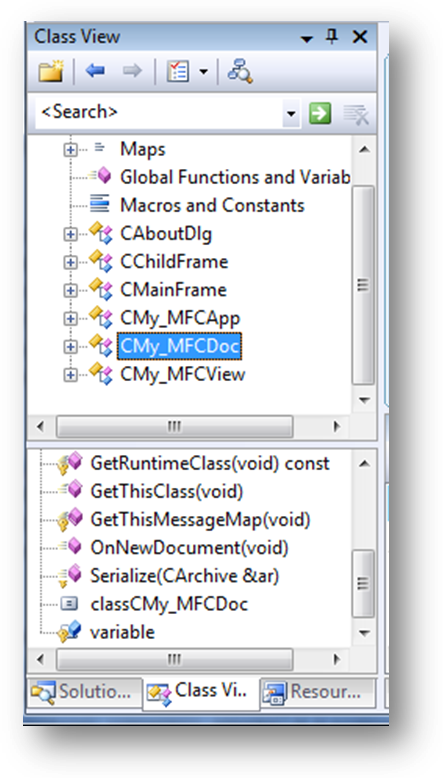 Class View
<Search>
Maps
Global Functions and Variab
Macros and Constants
CAboutDlg
CChildFrame
CMainFrame
CMy_MFCApp
CMy_MFCDoc
CMy_MFCView
GetRuntimeClass(void) const
GetThisClass(void)
GetThisMessageMap(void)
OnNewDocument(void)
Serialize(CArchive &ar)
classCMy_MFCDoc
variable
Solutio... Class Vi.. Resour...